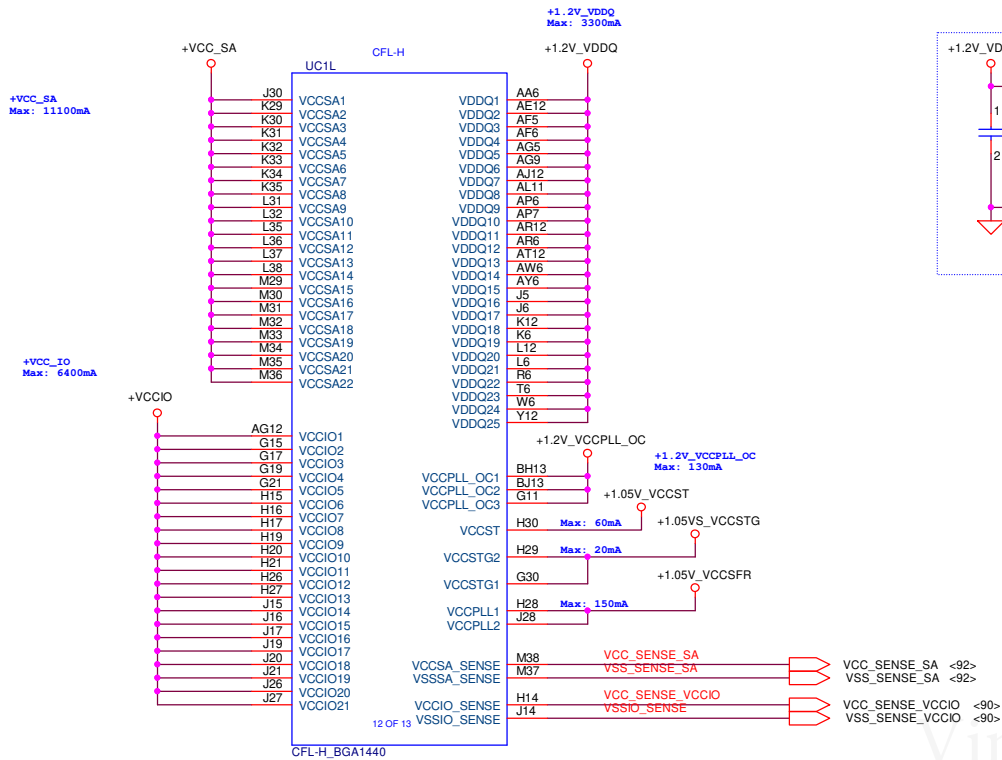 +1.2V_VDDQ
Max: 3300mA
+VCC_SA
CFL-H
+1.2V_VDDQ
+1.2V_VD
UC1L
+VCC_SA
Max: 11100mA
J30 VCCSA1 VDDQ1 AA6
K29 VCCSA2 VDDQ2 AE12
K30 VCCSA3 VDDQ3 AF5
K31 VCCSA4 VDDQ4 AF6
K32 VCCSA5 VDDQ5 AG5
K33 VCCSA6 VDDQ6 AG9
K34 VCCSA7 VDDQ7 AJ12
K35 VCCSA8 VDDQ8 AL11
L31 VCCSA9 VDDQ9 AP6
L32 VCCSA10 VDDQ10 AP7
L35 VCCSA11 VDDQ11 AR12
L36 VCCSA12 VDDQ12 AR6
L37 VCCSA13 VDDQ13 AT12
L38 VCCSA14 VDDQ14 AW6
M29 VCCSA15 VDDQ15 AY6
M30 VCCSA16 VDDQ16 J5
M31 VCCSA17 VDDQ17 J6
M32 VCCSA18 VDDQ18 K12
M33 VCCSA19 VDDQ19 K6
M34 VCCSA20 VDDQ20 L12
M35 VCCSA21 VDDQ21 L6
M36 VCCSA22 VDDQ22 R6
VDDQ23 T6
VDDQ24 W6
VDDQ25 Y12
1
2
+VCC_IO
Max: 6400mA
+VCCIO
AG12 VCCIO1
G15 VCCIO2
G17 VCCIO3
G19 VCCIO4
G21 VCCIO5
H15 VCCIO6
H16 VCCIO7
H17 VCCIO8
H19 VCCIO9
H20 VCCIO10
H21 VCCIO11
H26 VCCIO12
H27 VCCIO13
J15 VCCIO14
J16 VCCIO15
J17 VCCIO16
J19 VCCIO17
J20 VCCIO18
J21 VCCIO19
J26 VCCIO20
J27 VCCIO21
+1.2V_VCCPLL_OC
+1.2V_VCCPLL_OC
Max: 130mA
VCCPLL_OC1 BH13
VCCPLL_OC2 BJ13
VCCPLL_OC3 G11
+1.05V_VCCST
VCCST H30 Max: 60mA
+1.05VS_VCCSTG
VCCSTG2 H29 Max: 20mA
VCCSTG1 G30
+1.05V_VCCSFR
VCCPLL1 H28 Max: 150mA
VCCPLL2 J28
VCCSA_SENSE M38 VCC_SENSE_SA VCC_SENSE_SA <92>
VSSSA_SENSE M37 VSS_SENSE_SA VSS_SENSE_SA <92>
VCCIO_SENSE H14 VCC_SENSE_VCCIO VCC_SENSE_VCCIO <90>
VSSIO_SENSE J14 VSSIO_SENSE VSS_SENSE_VCCIO <90>
12 OF 13
CFL-H_BGA1440